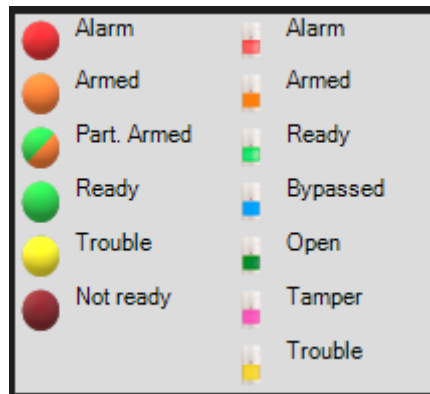 Alarm
Armed
Part. Armed
Ready
Trouble
Not ready
Alarm
Armed
Ready
Bypassed
Open
Tamper
Trouble